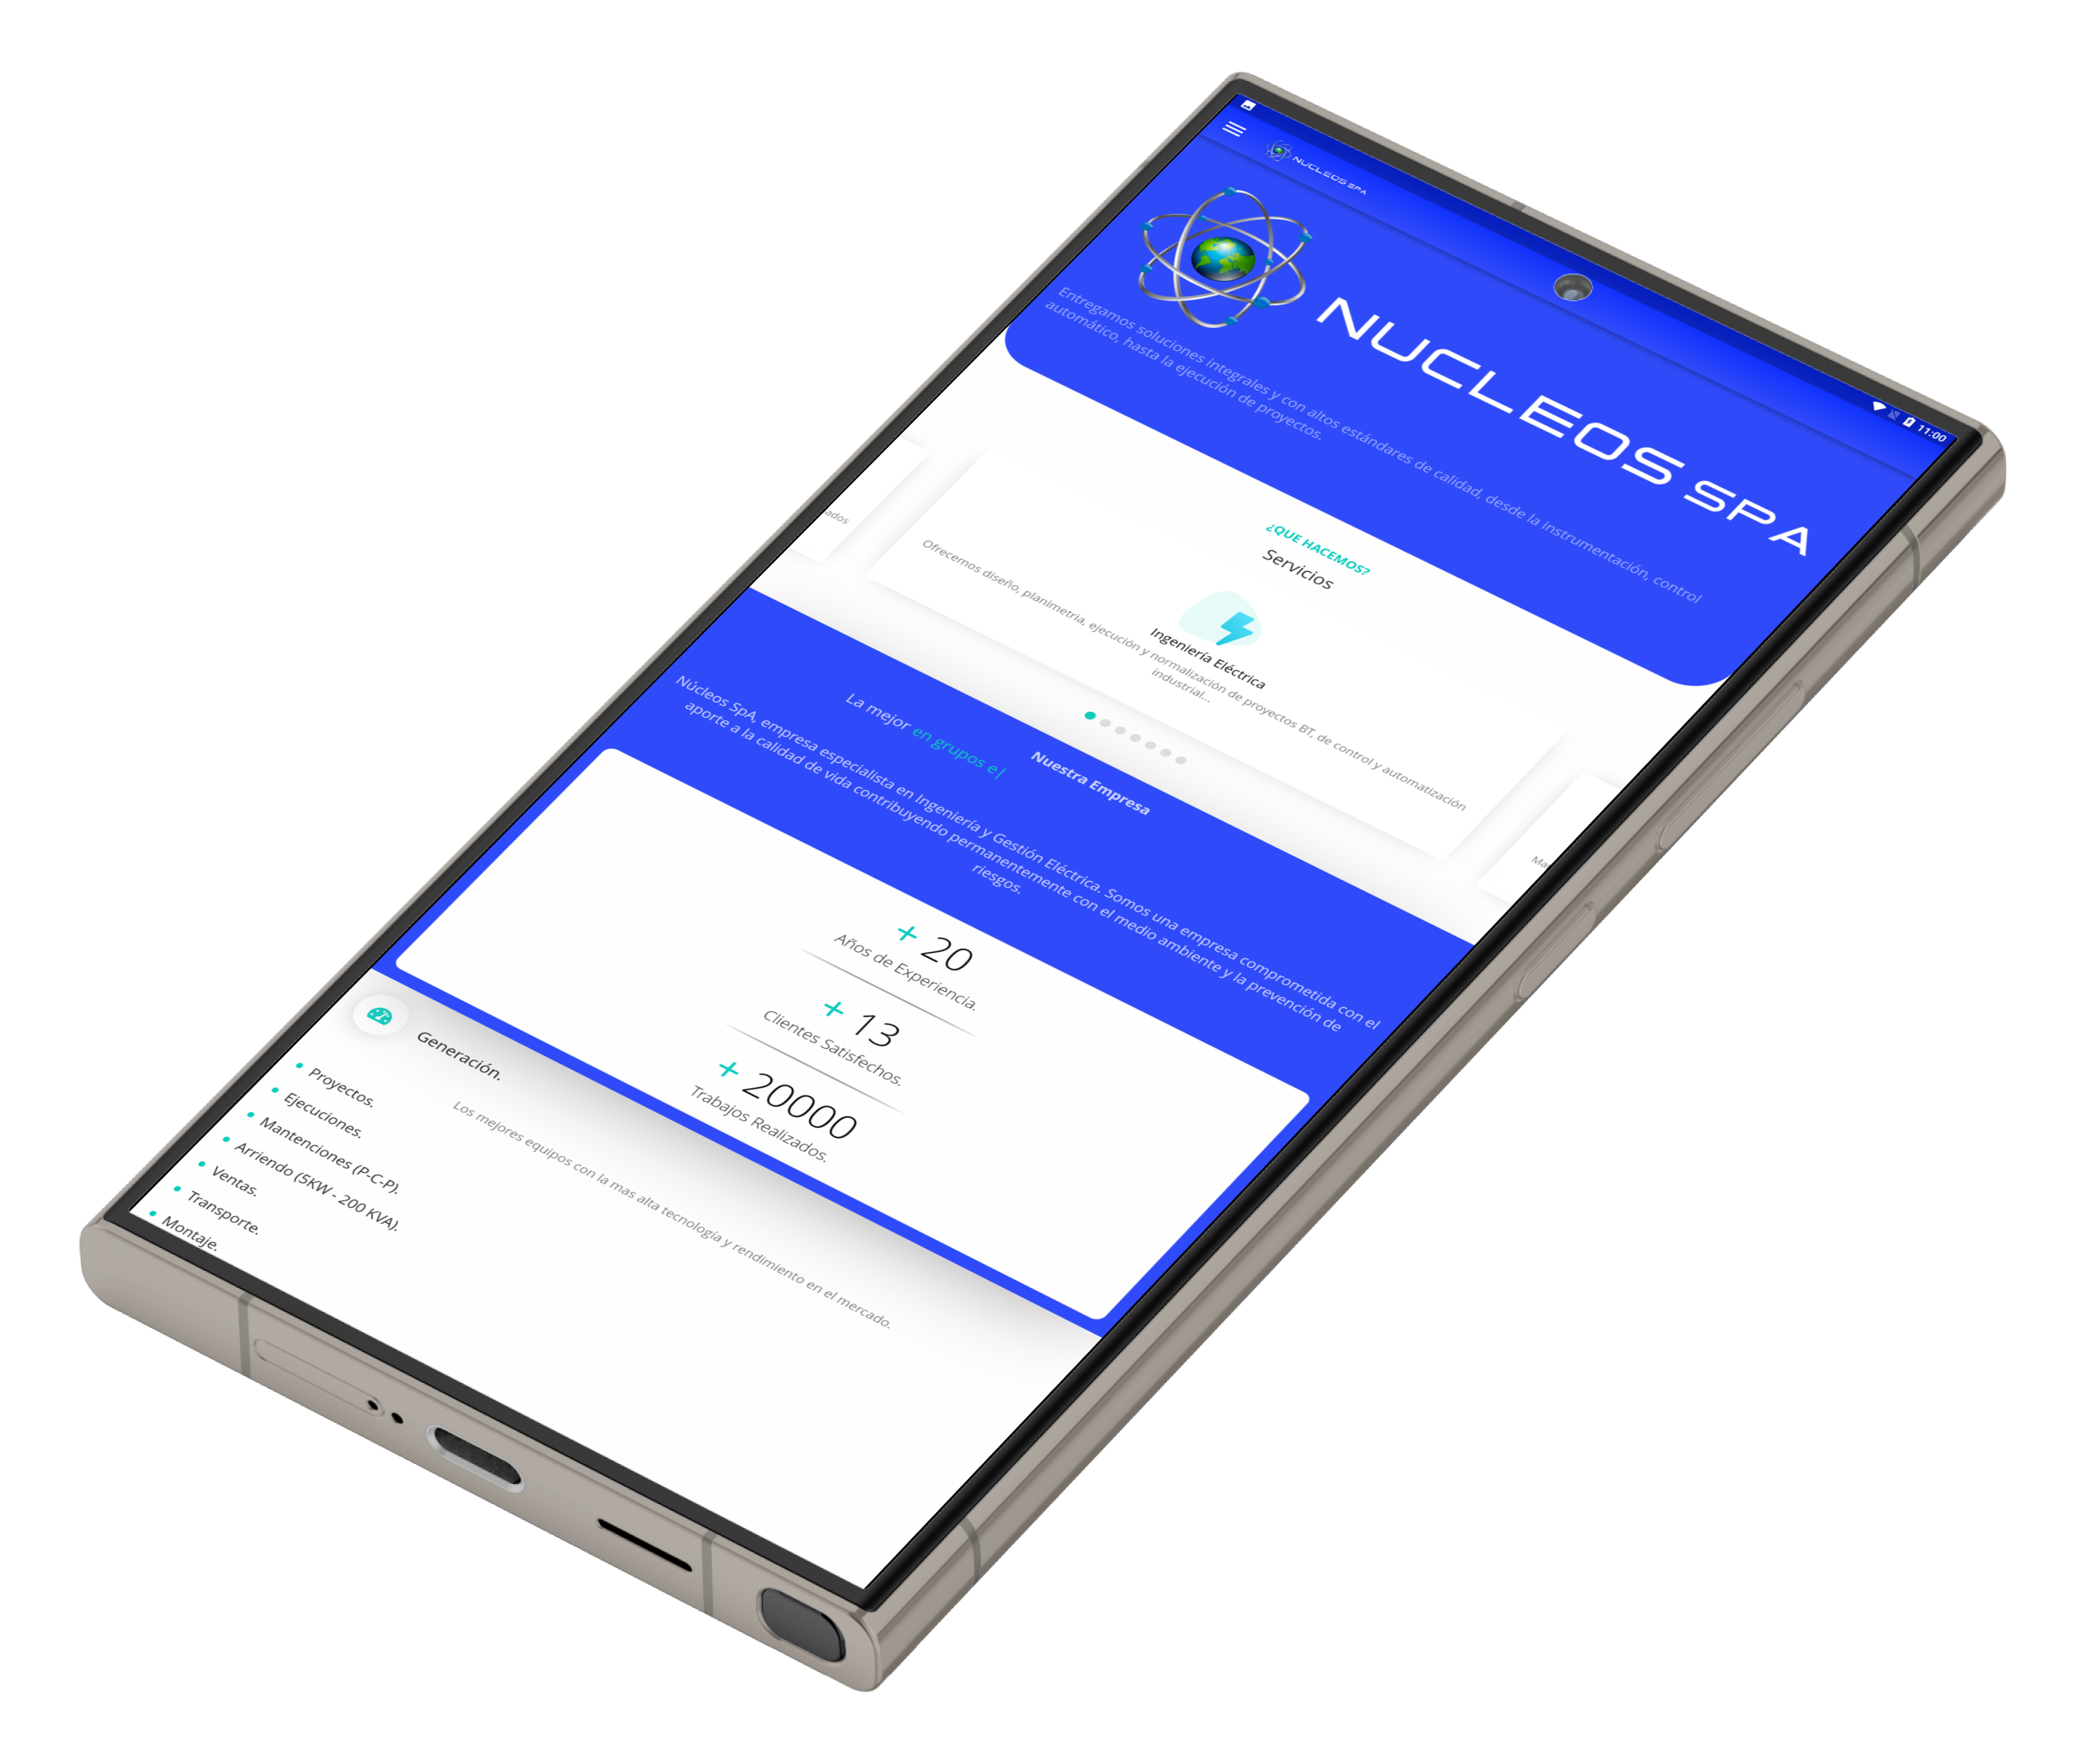 11:00
NUCLEOS SPA
NUCLEOS SPA
Entregamos soluciones integrales y con altos estándares de calidad, desde la instrumentación, control
automático, hasta la ejecución de proyectos.
¿QUE HACEMOS?
Servicios
ados
Ingeniería Eléctrica
Ofrecemos diseño, planimetria, ejecución y normalización de proyectos BT, de control y automatización
industrial...
Ma
Nuestra Empresa
La mejor en grupos e|
Núcleos SpA, empresa especialista en Ingeniería y Gestión Eléctrica. Somos una empresa comprometida con el
aporte a la calidad de vida contribuyendo permanentemente con el medio ambiente y la prevención de
riesgos.
+ 20
Años de Experiencia.
+ 13
Clientes Satisfechos.
+ 20000
Trabajos Realizados.
Generación.
Los mejores equipos con la mas alta tecnología y rendimiento en el mercado.
Proyectos.
Ejecuciones.
Mantenciones (P-C-P).
Arriendo (5KW - 200 KVA).
Ventas.
Transporte.
Montaje.